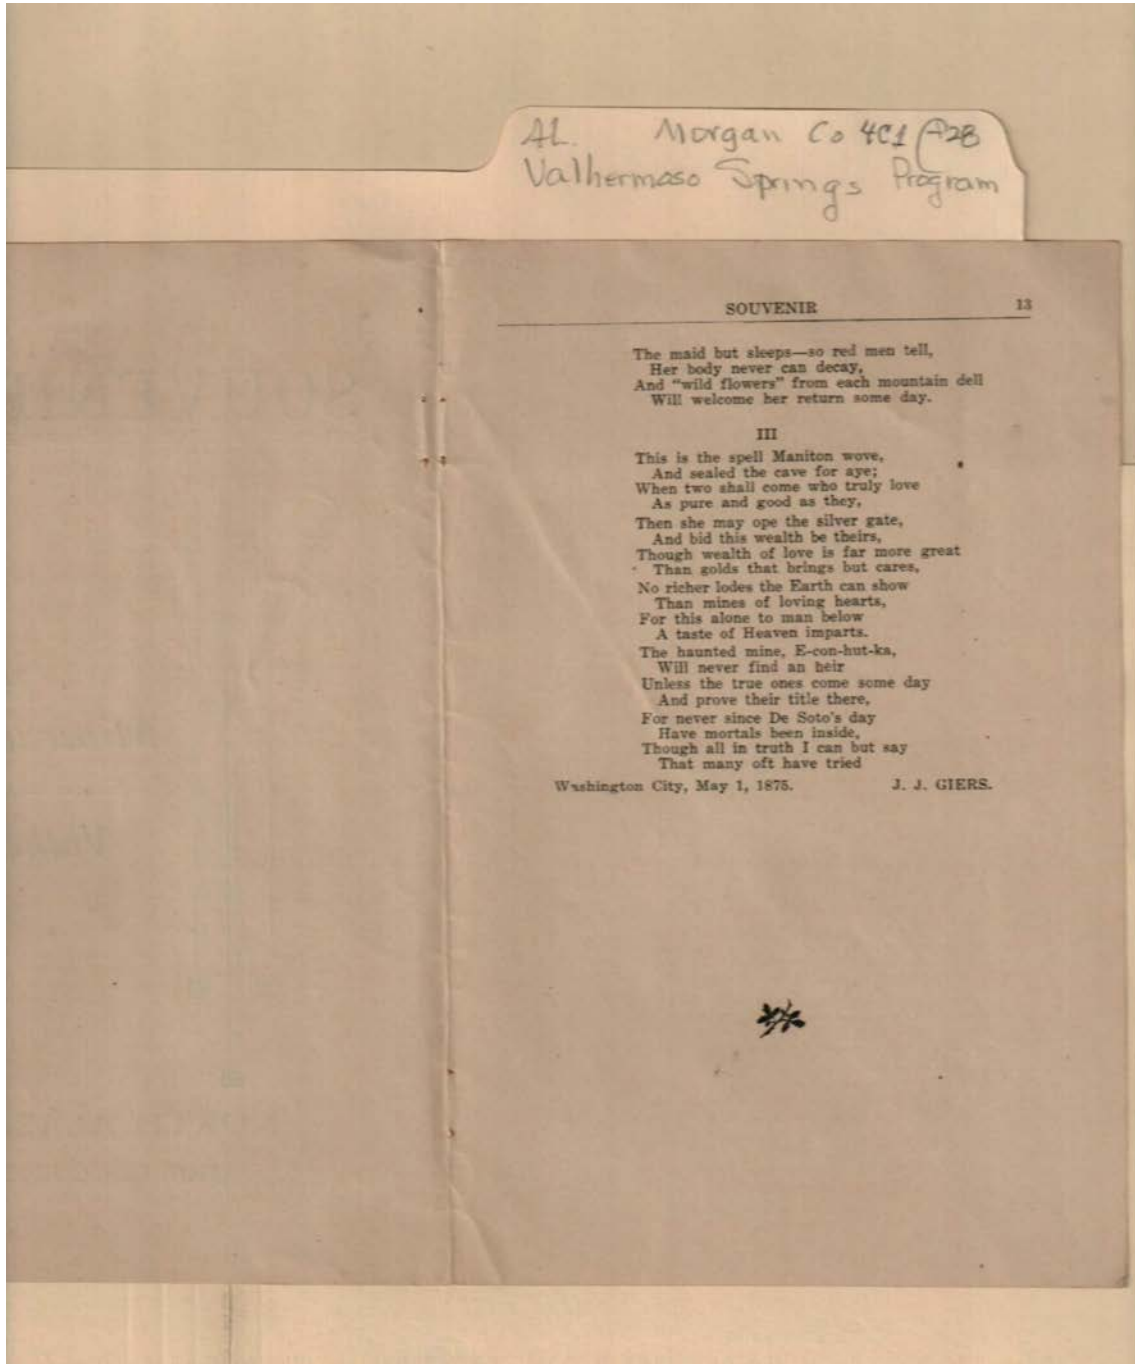 AL. Morgan Co 4C1 P28
Valhermoso Springs Program
SOUVENIR 13
The maid but sleeps—so red men tell,
Her body never can decay,
And "wild flowers" from each mountain dell
Will welcome her return some day.
III
This is the spell Maniton wove,
And sealed the cave for aye;
When two shall come who truly love
As pure and good as they,
Then she may ope the silver gate,
And bid this wealth be theirs,
Though wealth of love is far more great
Than golds that brings but cares,
No richer lodes the Earth can show
Than mines of loving hearts,
For this alone to man below
A taste of Heaven imparts.
The haunted mine, E-con-hut-ka,
Will never find an heir
Unless the true ones come some day
And prove their title there,
For never since De Soto's day
Have mortals been inside,
Though all in truth I can but say
That many oft have tried
Washington City, May 1, 1875. J. J. GIERS.